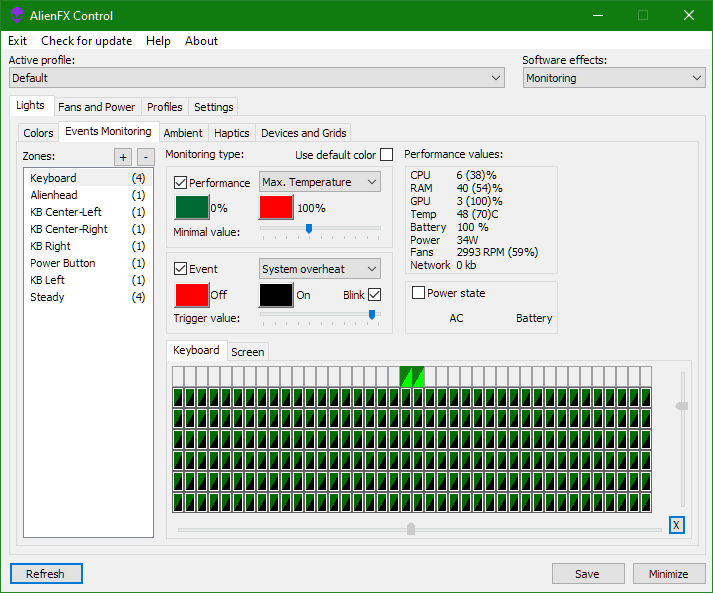 AlienFX Control
Exit Check for update Help About
Active profile: Software effects:
Default Monitoring
Lights Fans and Power Profiles Settings
Colors Events Monitoring Ambient Haptics Devices and Grids
Zones: + - Monitoring type: Use default color Performance values:
Keyboard (4)
Alienhead (1)
KB Center-Left (1)
KB Center-Right (1)
KB Right (1)
Power Button (1)
KB Left (1)
Steady (4)
Performance Max. Temperature
0% 100%
Minimal value:
Event System overheat
Off On Blink
Trigger value:
CPU 6 (38)%
RAM 40 (54)%
GPU 3 (100)%
Temp 48 (70)C
Battery 100 %
Power 34W
Fans 2993 RPM (59%)
Network 0 kb
Power state
AC Battery
Keyboard Screen
X
Refresh Save Minimize